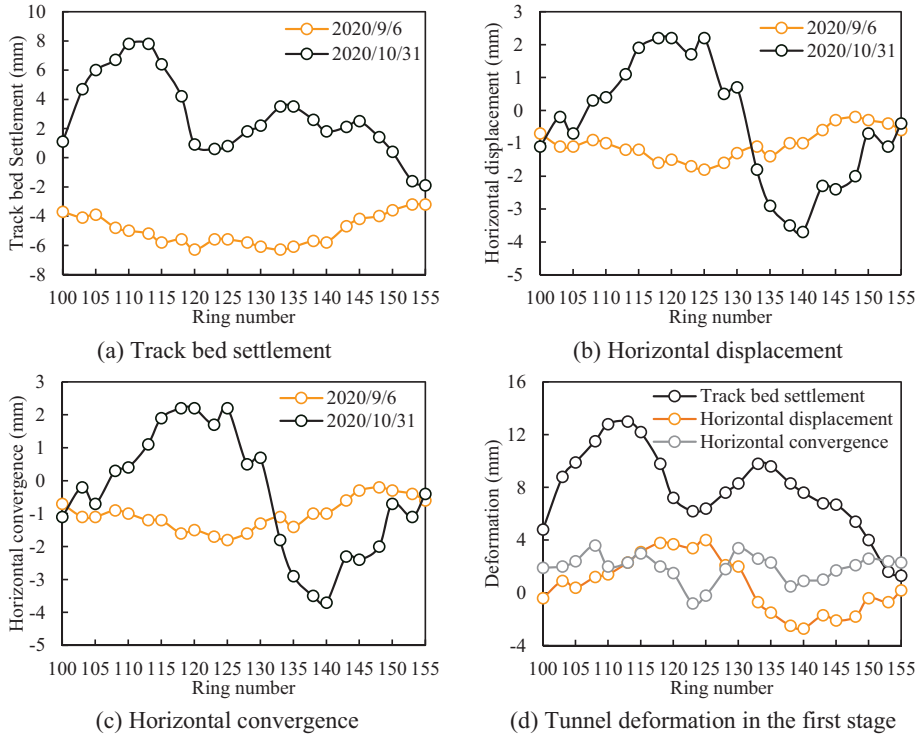 Track bed Settlement (mm)
10
8
6
4
2
0
-2
-4
-6
-8
2020/9/6
2020/10/31
100 105 110 115 120 125 130 135 140 145 150 155
Ring number
(a) Track bed settlement
Horizontal displacement (mm)
3
2
1
0
-1
-2
-3
-4
-5
2020/9/6
2020/10/31
100 105 110 115 120 125 130 135 140 145 150 155
Ring number
(b) Horizontal displacement
Horizontal convergence (mm)
3
2
1
0
-1
-2
-3
-4
-5
2020/9/6
2020/10/31
100 105 110 115 120 125 130 135 140 145 150 155
Ring number
(c) Horizontal convergence
Deformation (mm)
16
12
8
4
0
-4
Track bed settlement
Horizontal displacement
Horizontal convergence
100 105 110 115 120 125 130 135 140 145 150 155
Ring number
(d) Tunnel deformation in the first stage